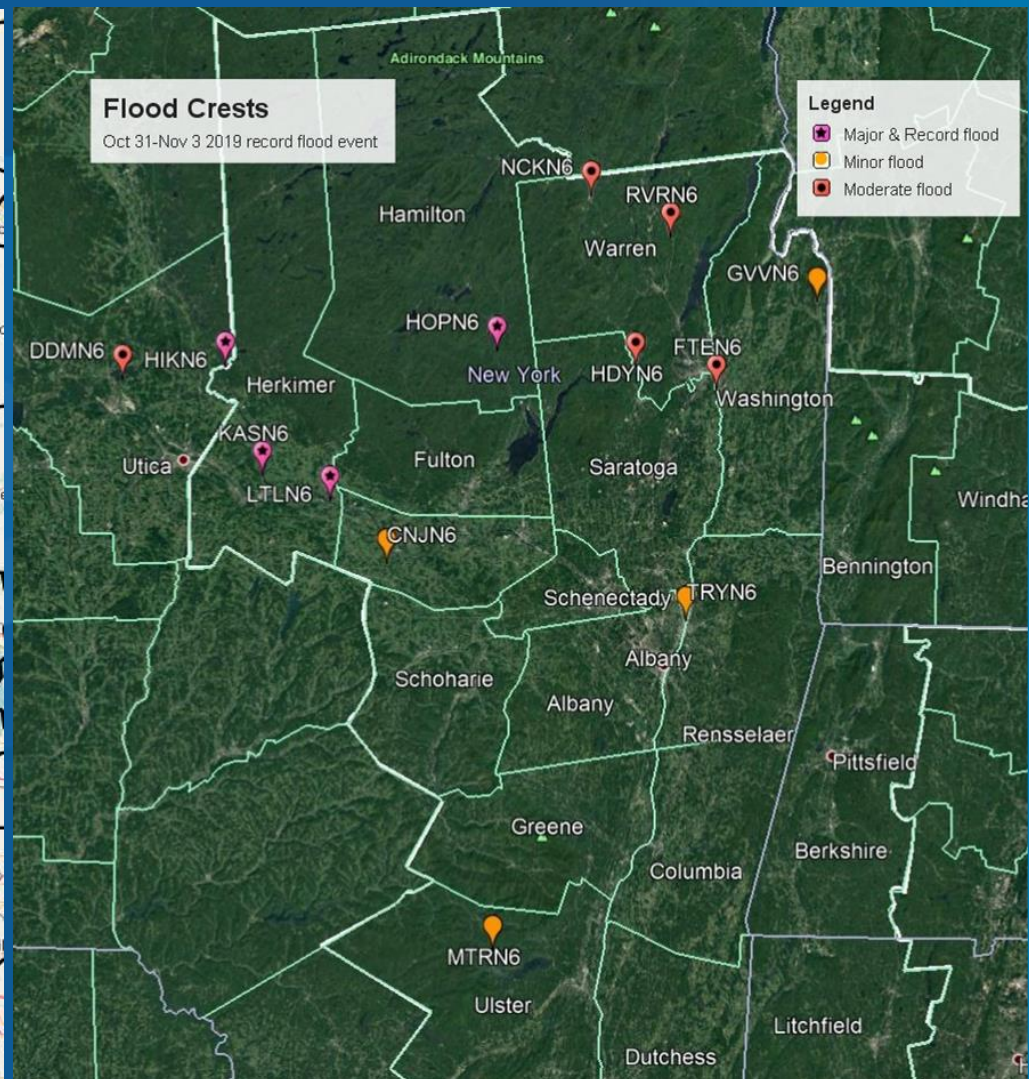 Adirondack Mountains
Flood Crests
Oct 31-Nov 3 2019 record flood event
Legend
Major & Record flood
Minor flood
Moderate flood
NCKN6
RVRN6
Hamilton
Warren
GVVN6
HOPN6
DDMN6
HIKN6
FTEN6
HDYN6
New York
Herkimer
Washington
KASN6
Utica
Fulton
Saratoga
LTLN6
Windha
CNJN6
Bennington
Schenectady
TRYN6
Albany
Schoharie
Albany
Rensselaer
Pittsfield
Greene
Berkshire
Columbia
MTRN6
Ulster
Litchfield
Dutchess